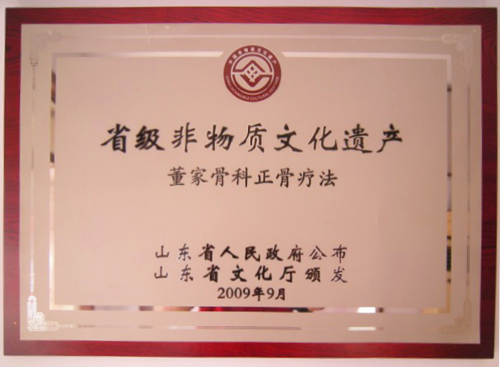 省级非物质文化遗产
董家骨科正骨疗法
山东省人民政府公布
山东省文化厅颁发
2009年9月